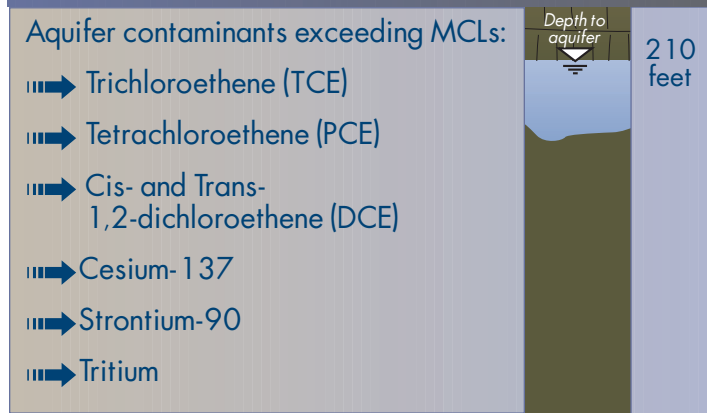 Aquifer contaminants exceeding MCLs:
Trichloroethene (TCE)
Tetrachloroethene (PCE)
Cis- and Trans-
1,2-dichloroethene (DCE)
Cesium-137
Strontium-90
Tritium
Depth to
aquifer
210
feet